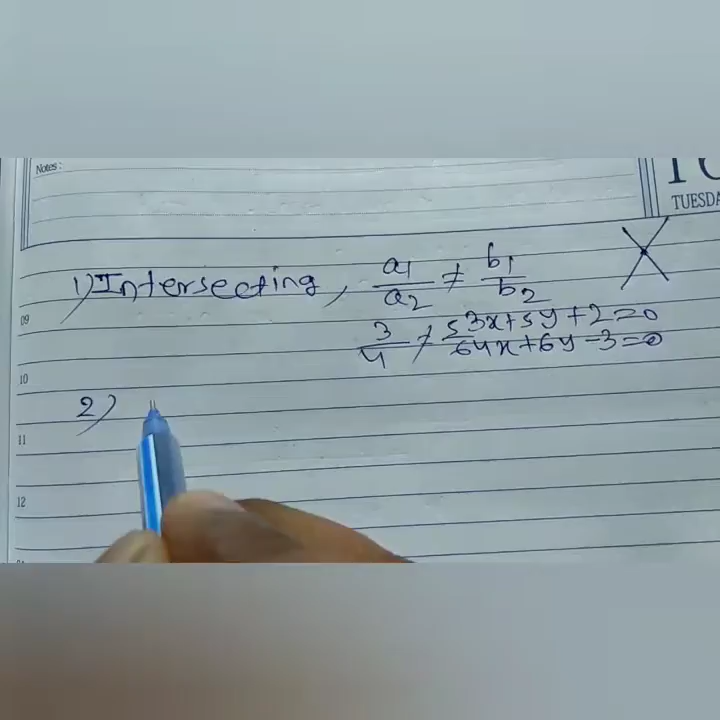 Notes :
TUESDA
1) Intersecting, a1/a2 ≠ b1/b2
09
3x+5y+2=0
3/4 ≠ 5/6 4x+6y-3=0
10
2)
11
12